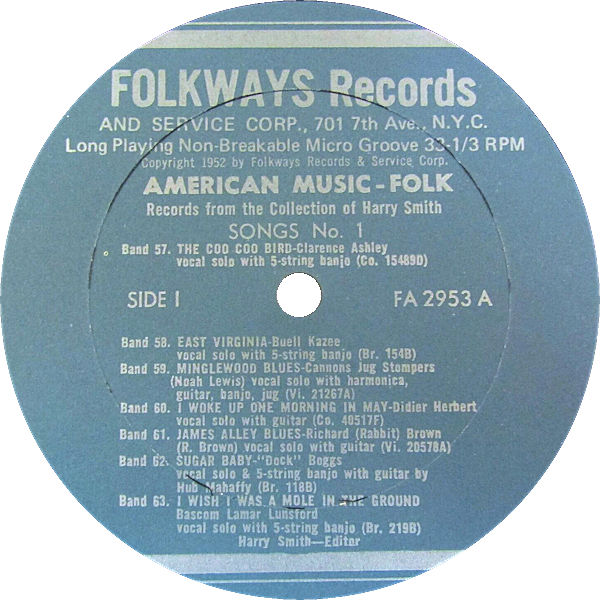 FOLKWAYS Records
AND SERVICE CORP., 701 7th Ave., N.Y.C.
Long Playing Non-Breakable Micro Groove 33-1/3 RPM
Copyright 1952 by Folkways Records & Service Corp.
AMERICAN MUSIC-FOLK
Records from the Collection of Harry Smith
SONGS No. 1
Band 57. THE COO COO BIRD-Clarence Ashley
vocal solo with 5-string banjo (Co. 15489D)
SIDE I FA 2953 A
Band 58. EAST VIRGINIA-Buell Kazee
vocal solo with 5-string banjo (Br. 154B)
Band 59. MINGLEWOOD BLUES-Cannons Jug Stompers
(Noah Lewis) vocal solo with harmonica,
guitar, banjo, jug (Vi. 21267A)
Band 60. I WOKE UP ONE MORNING IN MAY-Didier Herbert
vocal solo with guitar (Co. 40517F)
Band 61. JAMES ALLEY BLUES-Richard (Rabbit) Brown
(R. Brown) vocal solo with guitar (Vi. 20578A)
Band 62. SUGAR BABY-"Dock" Boggs
vocal solo & 5-string banjo with guitar by
Hub Mahaffy (Br. 118B)
Band 63. I WISH I WAS A MOLE IN THE GROUND
Bascom Lamar Lunsford
vocal solo with 5-string banjo (Br. 219B)
Harry Smith—Editor